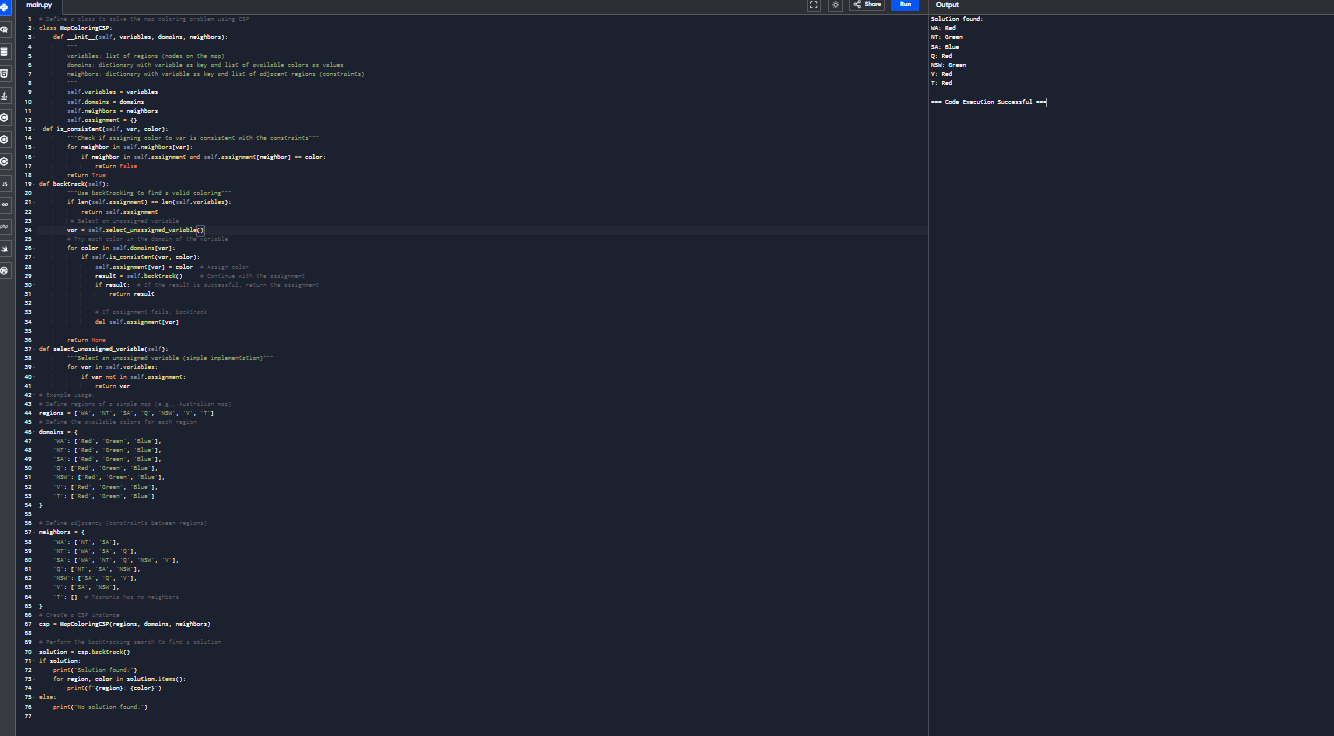 main.py
Share
Run
Output
1 # Define a class to solve the map coloring problem using CSP
2 class MapColoringCSP:
3 def __init__(self, variables, domains, neighbors):
4 """
5 variables: list of regions (nodes on the map)
6 domains: dictionary with variable as key and list of available colors as values
7 neighbors: dictionary with variable as key and list of adjacent regions (constraints)
8 """
9 self.variables = variables
10 self.domains = domains
11 self.neighbors = neighbors
12 self.assignment = {}
13 def is_consistent(self, var, color):
14 """Check if assigning color to var is consistent with the constraints"""
15 for neighbor in self.neighbors[var]:
16 if neighbor in self.assignment and self.assignment[neighbor] == color:
17 return False
18 return True
19 def backtrack(self):
20 """Use backtracking to find a valid coloring"""
21 if len(self.assignment) == len(self.variables):
22 return self.assignment
23 # Select an unassigned variable
24 var = self.select_unassigned_variable()
25 # Try each color in the domain of the variable
26 for color in self.domains[var]:
27 if self.is_consistent(var, color):
28 self.assignment[var] = color # Assign color
29 result = self.backtrack() # Continue with the assignment
30 if result: # If the result is successful, return the assignment
31 return result
32
33 # If assignment fails, backtrack
34 del self.assignment[var]
35
36 return None
37 def select_unassigned_variable(self):
38 """Select an unassigned variable (simple implementation)"""
39 for var in self.variables:
40 if var not in self.assignment:
41 return var
42 # Example usage:
43 # Define regions of a simple map (e.g., Australian map)
44 regions = ['WA', 'NT', 'SA', 'Q', 'NSW', 'V', 'T']
45 # Define the available colors for each region
46 domains = {
47 'WA': ['Red', 'Green', 'Blue'],
48 'NT': ['Red', 'Green', 'Blue'],
49 'SA': ['Red', 'Green', 'Blue'],
50 'Q': ['Red', 'Green', 'Blue'],
51 'NSW': ['Red', 'Green', 'Blue'],
52 'V': ['Red', 'Green', 'Blue'],
53 'T': ['Red', 'Green', 'Blue']
54 }
55
56 # Define adjacency (constraints between regions)
57 neighbors = {
58 'WA': ['NT', 'SA'],
59 'NT': ['WA', 'SA', 'Q'],
60 'SA': ['WA', 'NT', 'Q', 'NSW', 'V'],
61 'Q': ['NT', 'SA', 'NSW'],
62 'NSW': ['SA', 'Q', 'V'],
63 'V': ['SA', 'NSW'],
64 'T': [] # Tasmania has no neighbors
65 }
66 # Create a CSP instance
67 csp = MapColoringCSP(regions, domains, neighbors)
68
69 # Perform the backtracking search to find a solution
70 solution = csp.backtrack()
71 if solution:
72 print("Solution found:")
73 for region, color in solution.items():
74 print(f"{region}: {color}")
75 else:
76 print("No solution found.")
77
Solution found:
WA: Red
NT: Green
SA: Blue
Q: Red
NSW: Green
V: Red
T: Red
=== Code Execution Successful ===